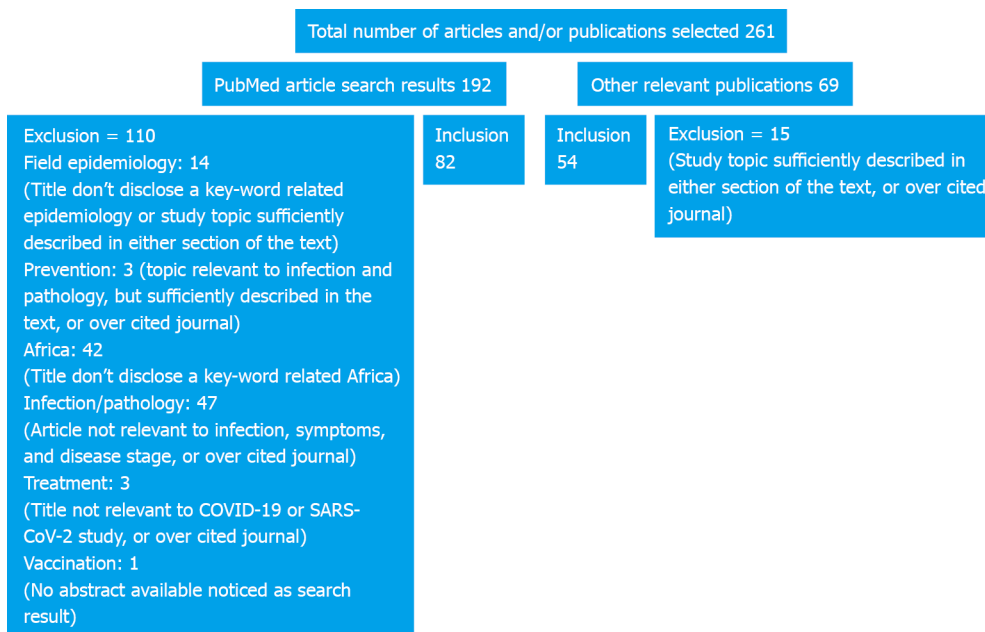 Total number of articles and/or publications selected 261
PubMed article search results 192
Other relevant publications 69
Exclusion = 110
Field epidemiology: 14
(Title don’t disclose a key-word related
epidemiology or study topic sufficiently
described in either section of the text)
Prevention: 3 (topic relevant to infection and
pathology, but sufficiently described in the
text, or over cited journal)
Africa: 42
(Title don’t disclose a key-word related Africa)
Infection/pathology: 47
(Article not relevant to infection, symptoms,
and disease stage, or over cited journal)
Treatment: 3
(Title not relevant to COVID-19 or SARS-
CoV-2 study, or over cited journal)
Vaccination: 1
(No abstract available noticed as search
result)
Inclusion
82
Inclusion
54
Exclusion = 15
(Study topic sufficiently described in
either section of the text, or over cited
journal)